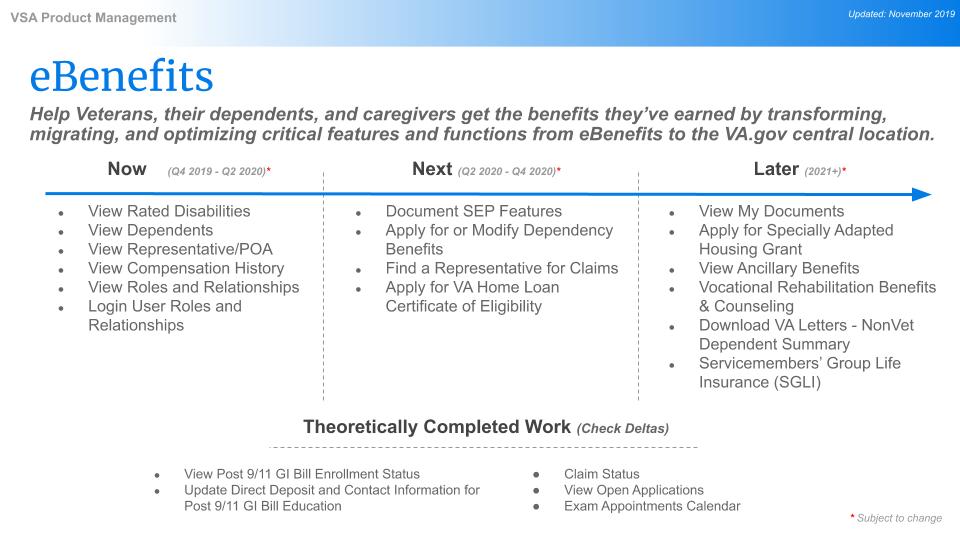 VSA Product Management
Updated: November 2019
eBenefits
Help Veterans, their dependents, and caregivers get the benefits they’ve earned by transforming,
migrating, and optimizing critical features and functions from eBenefits to the VA.gov central location.
Now (Q4 2019 - Q2 2020)*
● View Rated Disabilities
● View Dependents
● View Representative/POA
● View Compensation History
● View Roles and Relationships
● Login User Roles and
Relationships
Next (Q2 2020 - Q4 2020)*
● Document SEP Features
● Apply for or Modify Dependency
Benefits
● Find a Representative for Claims
● Apply for VA Home Loan
Certificate of Eligibility
Later (2021+)*
● View My Documents
● Apply for Specially Adapted
Housing Grant
● View Ancillary Benefits
● Vocational Rehabilitation Benefits
& Counseling
● Download VA Letters - NonVet
Dependent Summary
● Servicemembers’ Group Life
Insurance (SGLI)
Theoretically Completed Work (Check Deltas)
● View Post 9/11 GI Bill Enrollment Status
● Update Direct Deposit and Contact Information for
Post 9/11 GI Bill Education
● Claim Status
● View Open Applications
● Exam Appointments Calendar
* Subject to change